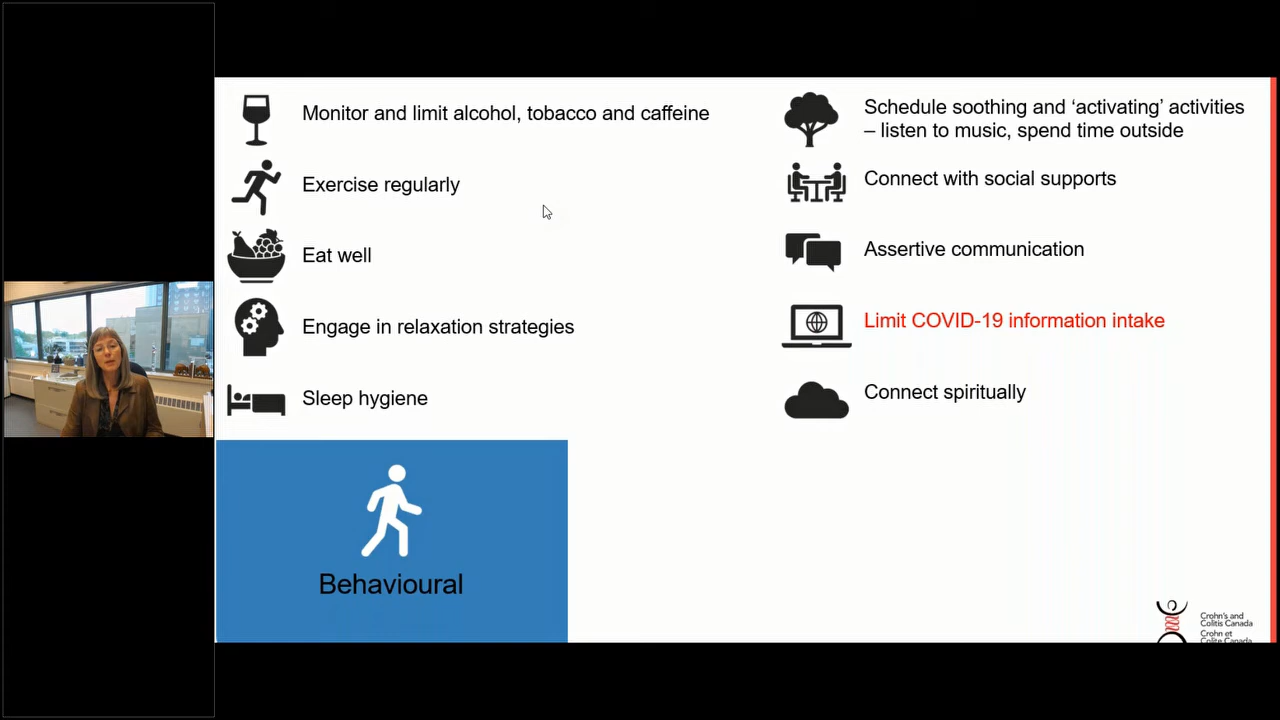 Monitor and limit alcohol, tobacco and caffeine
Exercise regularly
Eat well
Engage in relaxation strategies
Sleep hygiene
Schedule soothing and ‘activating’ activities
– listen to music, spend time outside
Connect with social supports
Assertive communication
Limit COVID-19 information intake
Connect spiritually
Behavioural
Crohn's and
Colitis Canada
Crohn et
Colite Canada